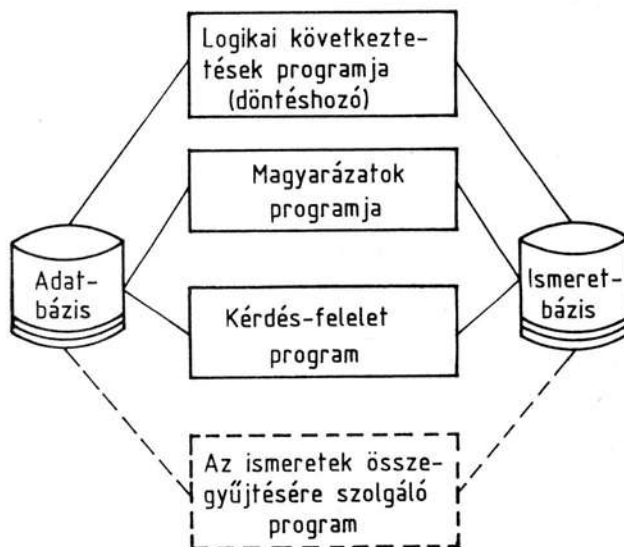 Logikai következte-
tések programja
(döntéshozó)
Magyarázatok
programja
Adat-
bázis
Ismeret-
bázis
Kérdés-felelet
program
Az ismeretek össze-
gyűjtésére szolgáló
program